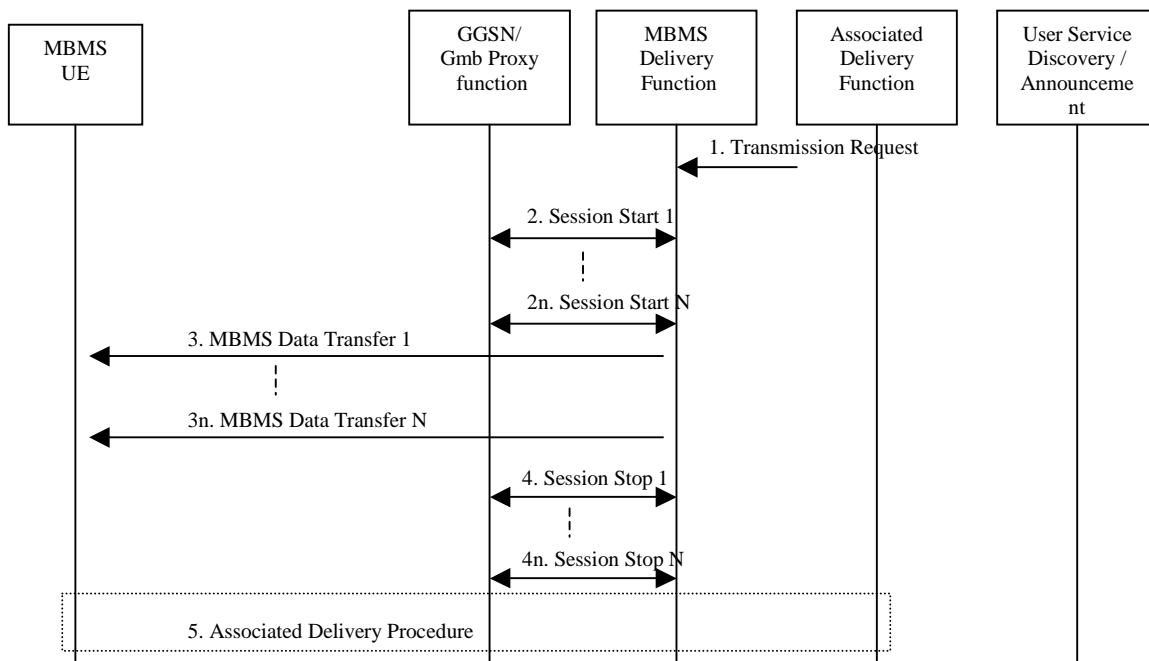 MBMS
UE
GGSN/
Gmb Proxy
function
MBMS
Delivery
Function
Associated
Delivery
Function
User Service
Discovery /
Announceme
nt
1. Transmission Request
2. Session Start 1
2n. Session Start N
3. MBMS Data Transfer 1
3n. MBMS Data Transfer N
4. Session Stop 1
4n. Session Stop N
5. Associated Delivery Procedure